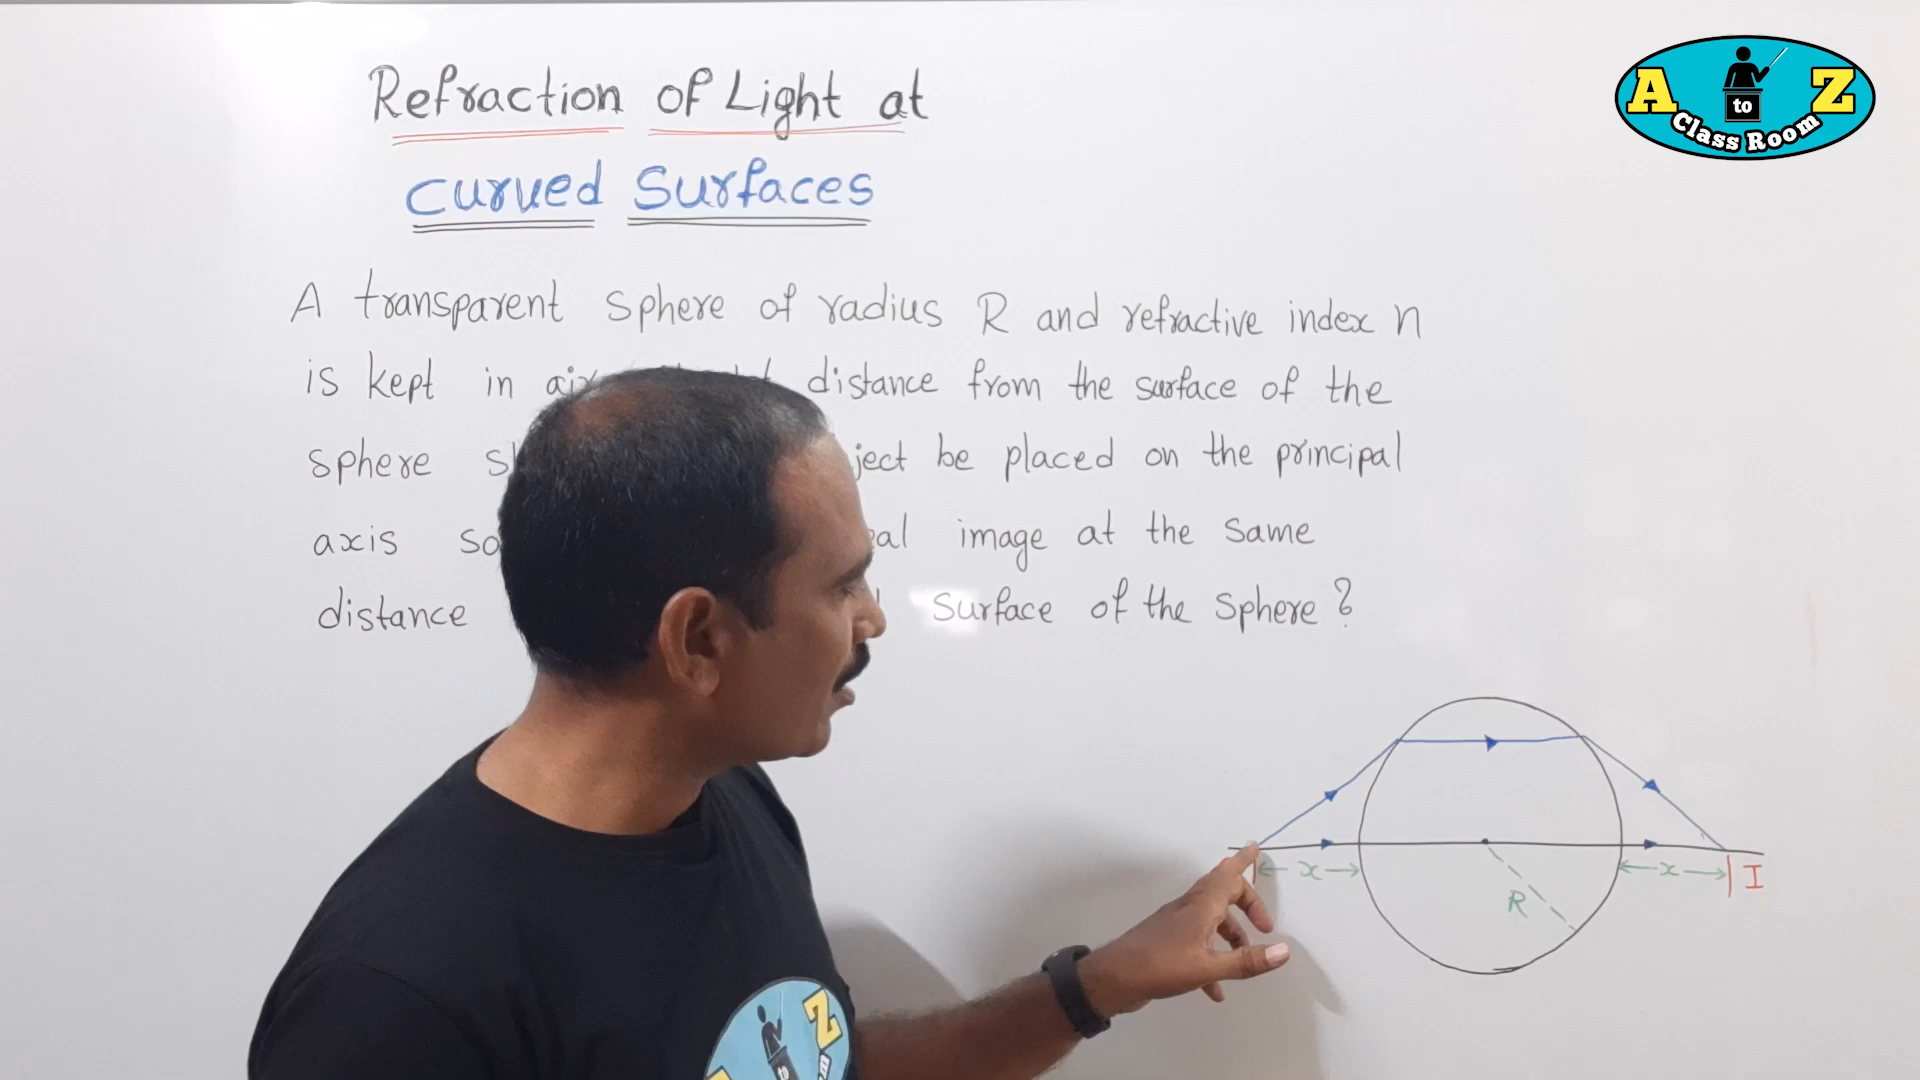 Refraction of Light at
Curved Surfaces
A transparent sphere of radius R and refractive index n
is kept in distance from the surface of the
sphere be placed on the principal
axis image at the same
distance surface of the sphere?
x
x
I
R
A to Z
Class Room
Z
to